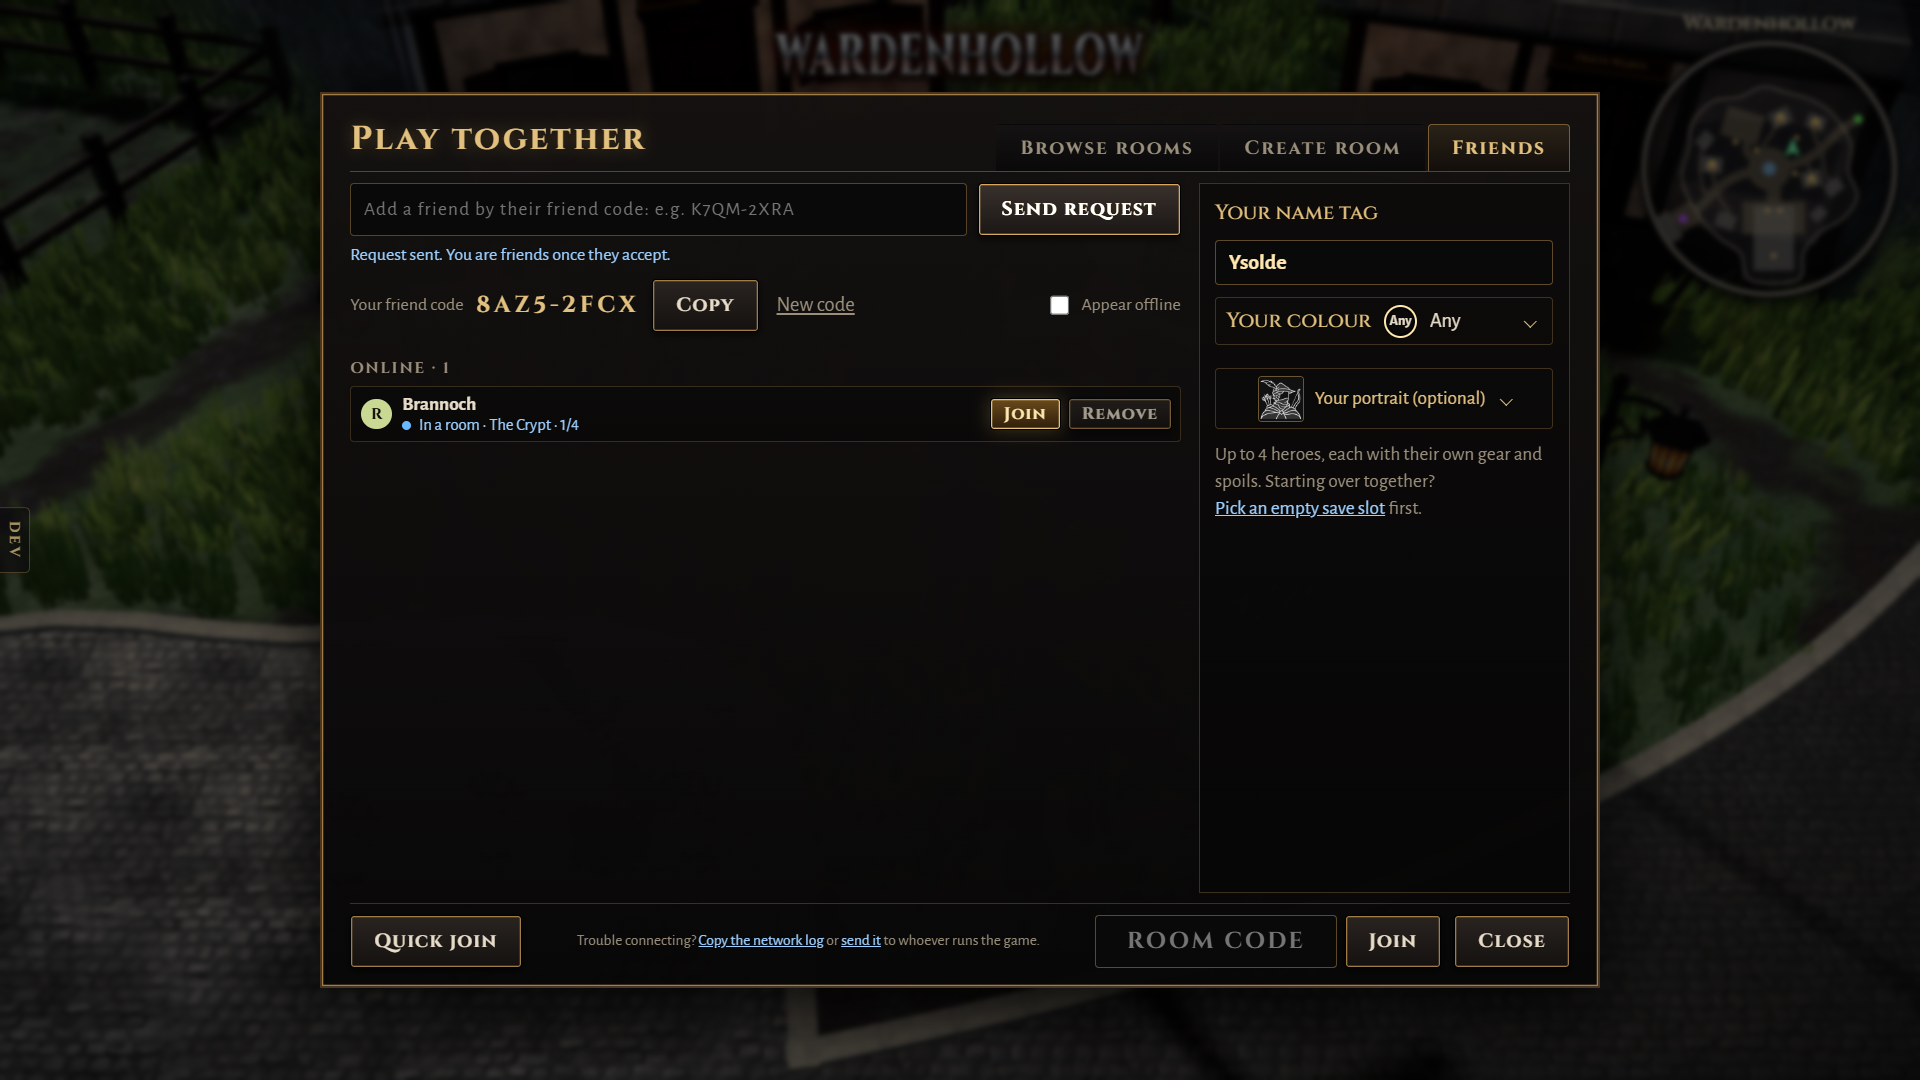 WARDENHOLLOW
WARDENHOLLOW
PLAY TOGETHER
BROWSE ROOMS
CREATE ROOM
FRIENDS
Add a friend by their friend code: e.g. K7QM-2XRA
SEND REQUEST
Request sent. You are friends once they accept.
Your friend code 8AZ5-2FCX COPY New code
Appear offline
ONLINE · 1
R
Brannoch
In a room · The Crypt · 1/4
JOIN
REMOVE
YOUR NAME TAG
Ysolde
YOUR COLOUR Any Any
Your portrait (optional)
Up to 4 heroes, each with their own gear and
spoils. Starting over together?
Pick an empty save slot first.
DEV
QUICK JOIN
Trouble connecting? Copy the network log or send it to whoever runs the game.
ROOM CODE
JOIN
CLOSE